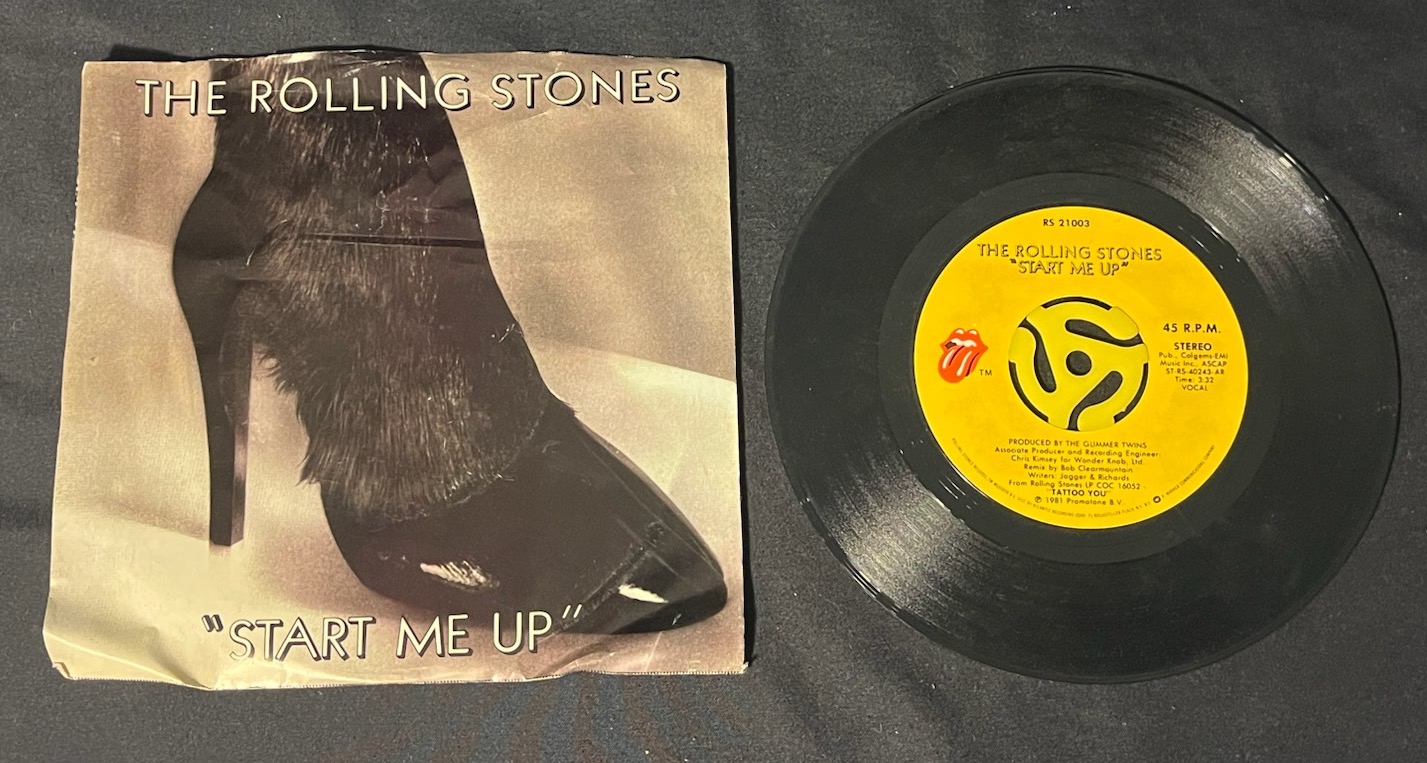 THE ROLLING STONES
"START ME UP"
RS 21003
THE ROLLING STONES
"START ME UP"
TM
45 R.P.M.
STEREO
Pub., Colgems-EMI
Music Inc., ASCAP
ST-RS-40243-AR
Time: 3:32
VOCAL
PRODUCED BY THE GLIMMER TWINS
Associate Producer and Recording Engineer:
Chris Kimsey for Wonder Knob, Ltd.
Remix by Bob Clearmountain
Writers: Jagger & Richards
From Rolling Stones LP COC 16052
"TATTOO YOU"
℗ 1981 Promotone B.V.